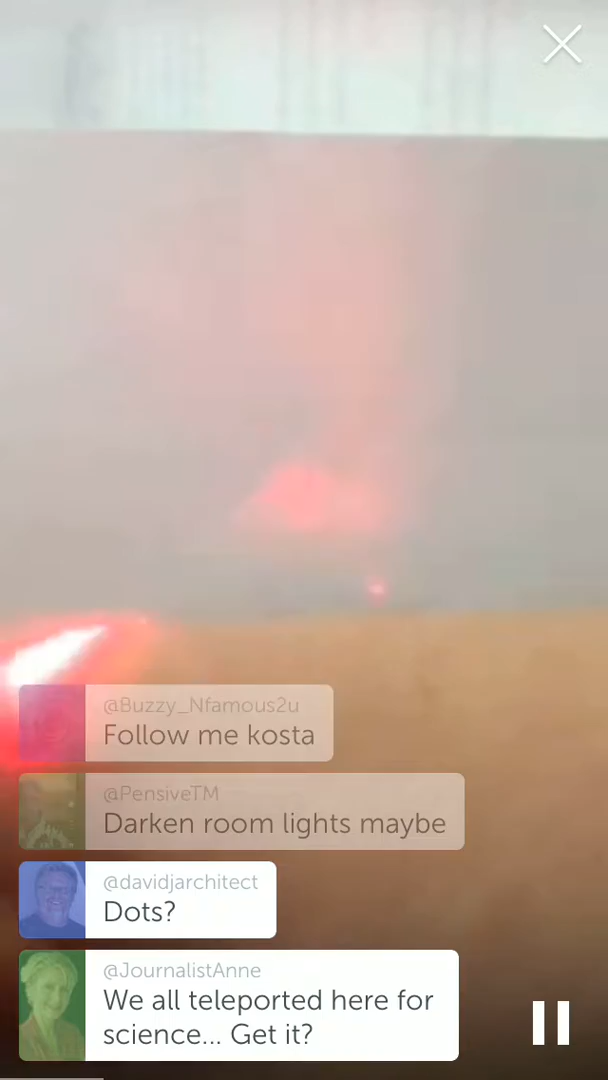 @Buzzy_Nfamous2u
Follow me kosta
@PensiveTM
Darken room lights maybe
@davidjarchitect
Dots?
@JournalistAnne
We all teleported here for
science... Get it?